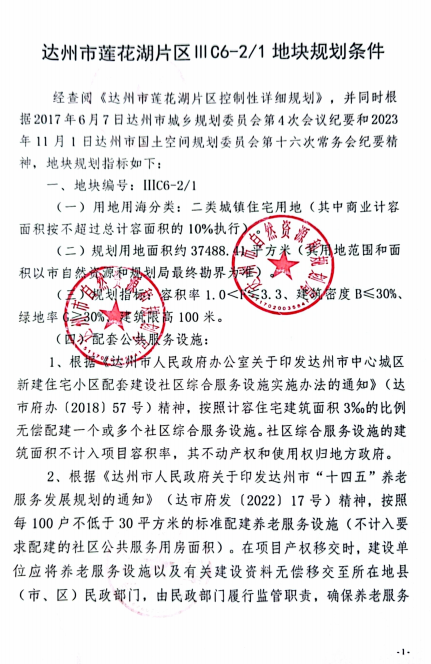 达州市莲花湖片区ⅢC6-2/1 地块规划条件
经查阅《达州市莲花湖片区控制性详细规划》，并同时根
据2017年6月7日达州市城乡规划委员会第4次会议纪要和2023
年11月1日达州市国土空间规划委员会第十六次常务会纪要精
神，地块规划指标如下：
一、地块编号：ⅢC6-2/1
（一）用地用海分类：二类城镇住宅用地（其中商业计容
面积按不超过总计容面积的10%执行）。
（二）规划用地面积约37488.41平方米（其用地范围和面
积以市自然资源和规划局最终勘界为准）。
（三）规划指标：容积率1.0<R≤3.3、建筑密度B≤30%、
绿地率G≥30%、建筑限高100米。
（四）配套公共服务设施：
1、根据《达州市人民政府办公室关于印发达州市中心城区
新建住宅小区配套建设社区综合服务设施实施办法的通知》（达
市府办〔2018〕57号）精神，按照计容住宅建筑面积3‰的比例
无偿配建一个或多个社区综合服务设施。社区综合服务设施的建
筑面积不计入项目容积率，其不动产权和使用权归地方政府。
2、根据《达州市人民政府关于印发达州市“十四五”养老
服务发展规划的通知》（达市府发〔2022〕17号）精神，按照
每100户不低于30平方米的标准配建养老服务设施（不计入要
求配建的社区公共服务用房面积）。在项目产权移交时，建设单
位应将养老服务设施以及有关建设资料无偿移交至所在地县
（市、区）民政部门，由民政部门履行监管职责，确保养老服务
-1-